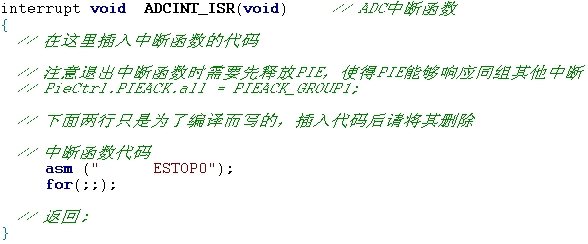 interrupt void ADCINT_ISR(void) // ADC中断函数
{
// 在这里插入中断函数的代码
// 注意退出中断函数时需要先释放PIE，使得PIE能够响应同组其他中断
// PieCtrl.PIEACK.all = PIEACK_GROUP1;
// 下面两行只是为了编译而写的，插入代码后请将其删除
// 中断函数代码
asm (" ESTOP0");
for(;;);
// 返回;
}